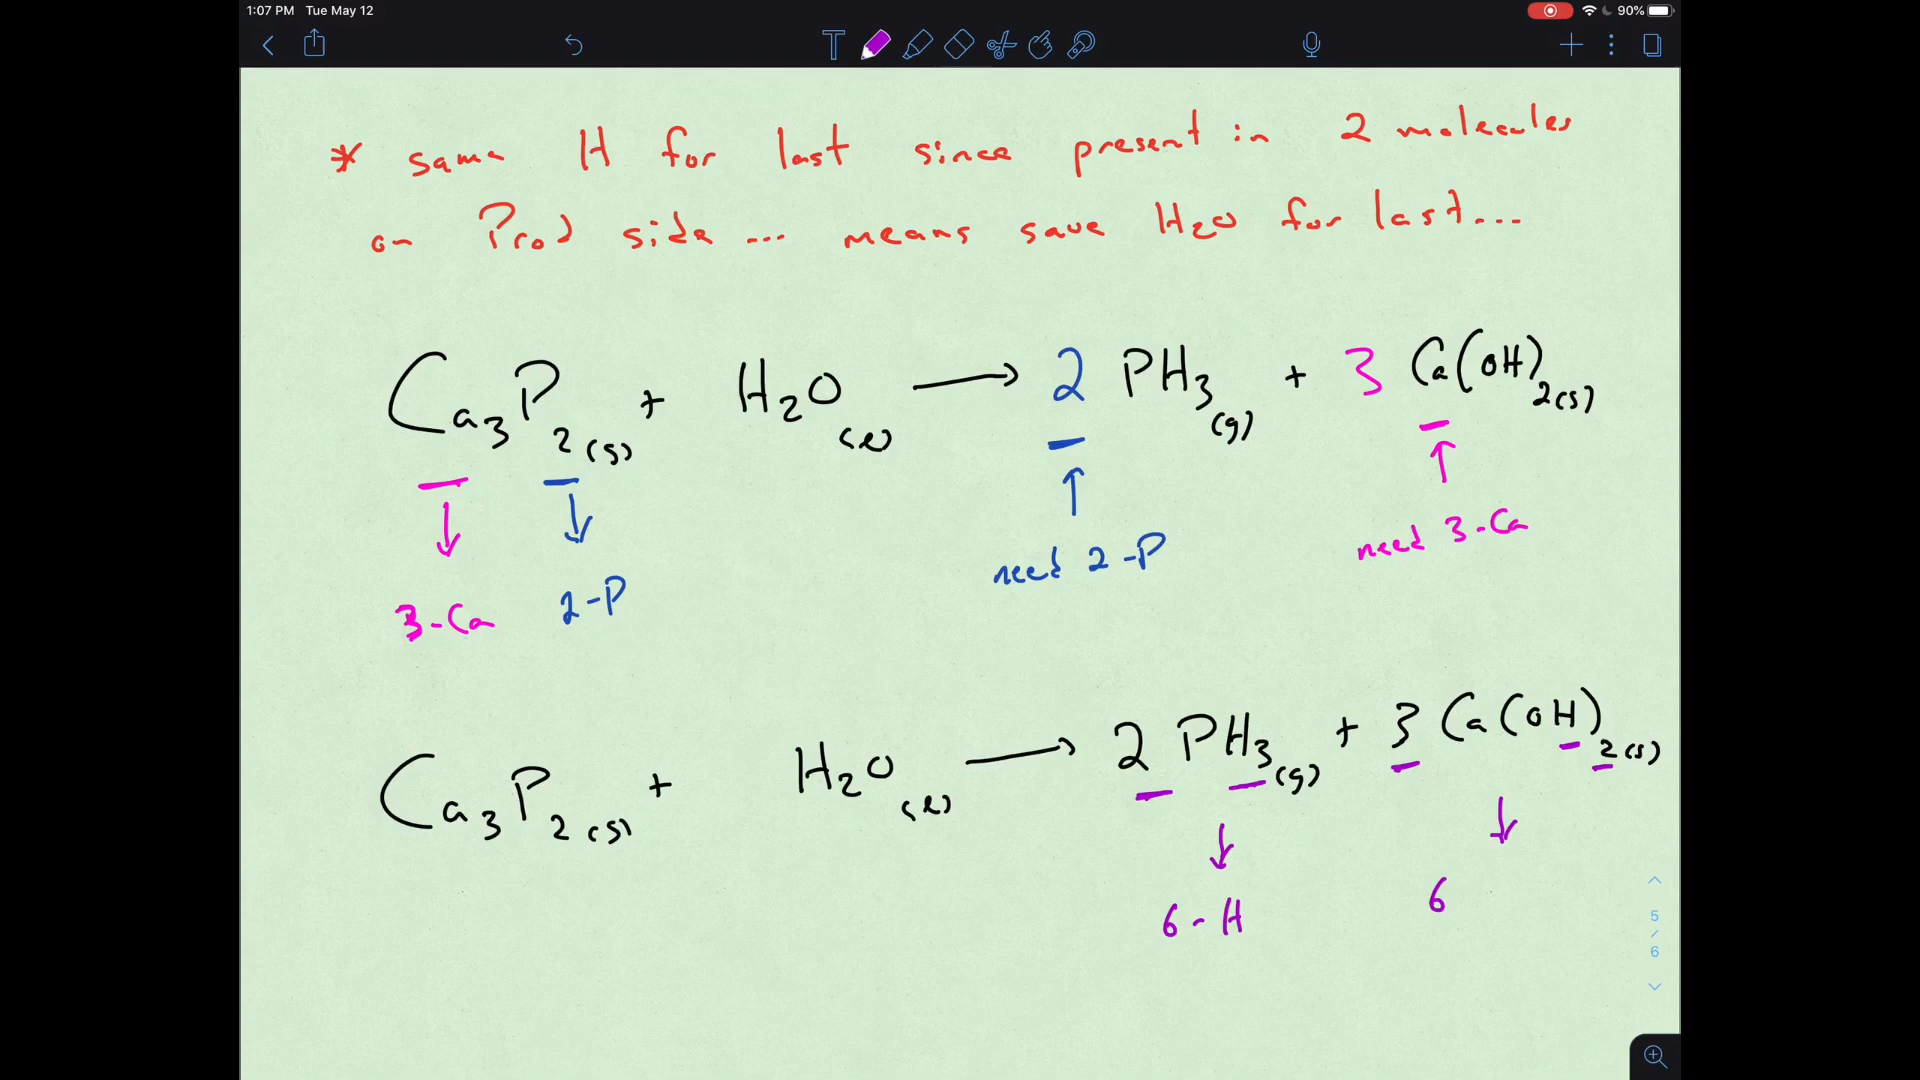 1:07 PM Tue May 12
90%
* same H for last since present in 2 molecules
on Prod side ... means save H2O for last...
Ca3P2(s) + H2O(l) → 2 PH3(g) + 3 Ca(OH)2(s)
3-Ca 2-P need 2-P need 3-Ca
Ca3P2(s) + H2O(l) → 2 PH3(g) + 3 Ca(OH)2(s)
6-H 6
5
/
6